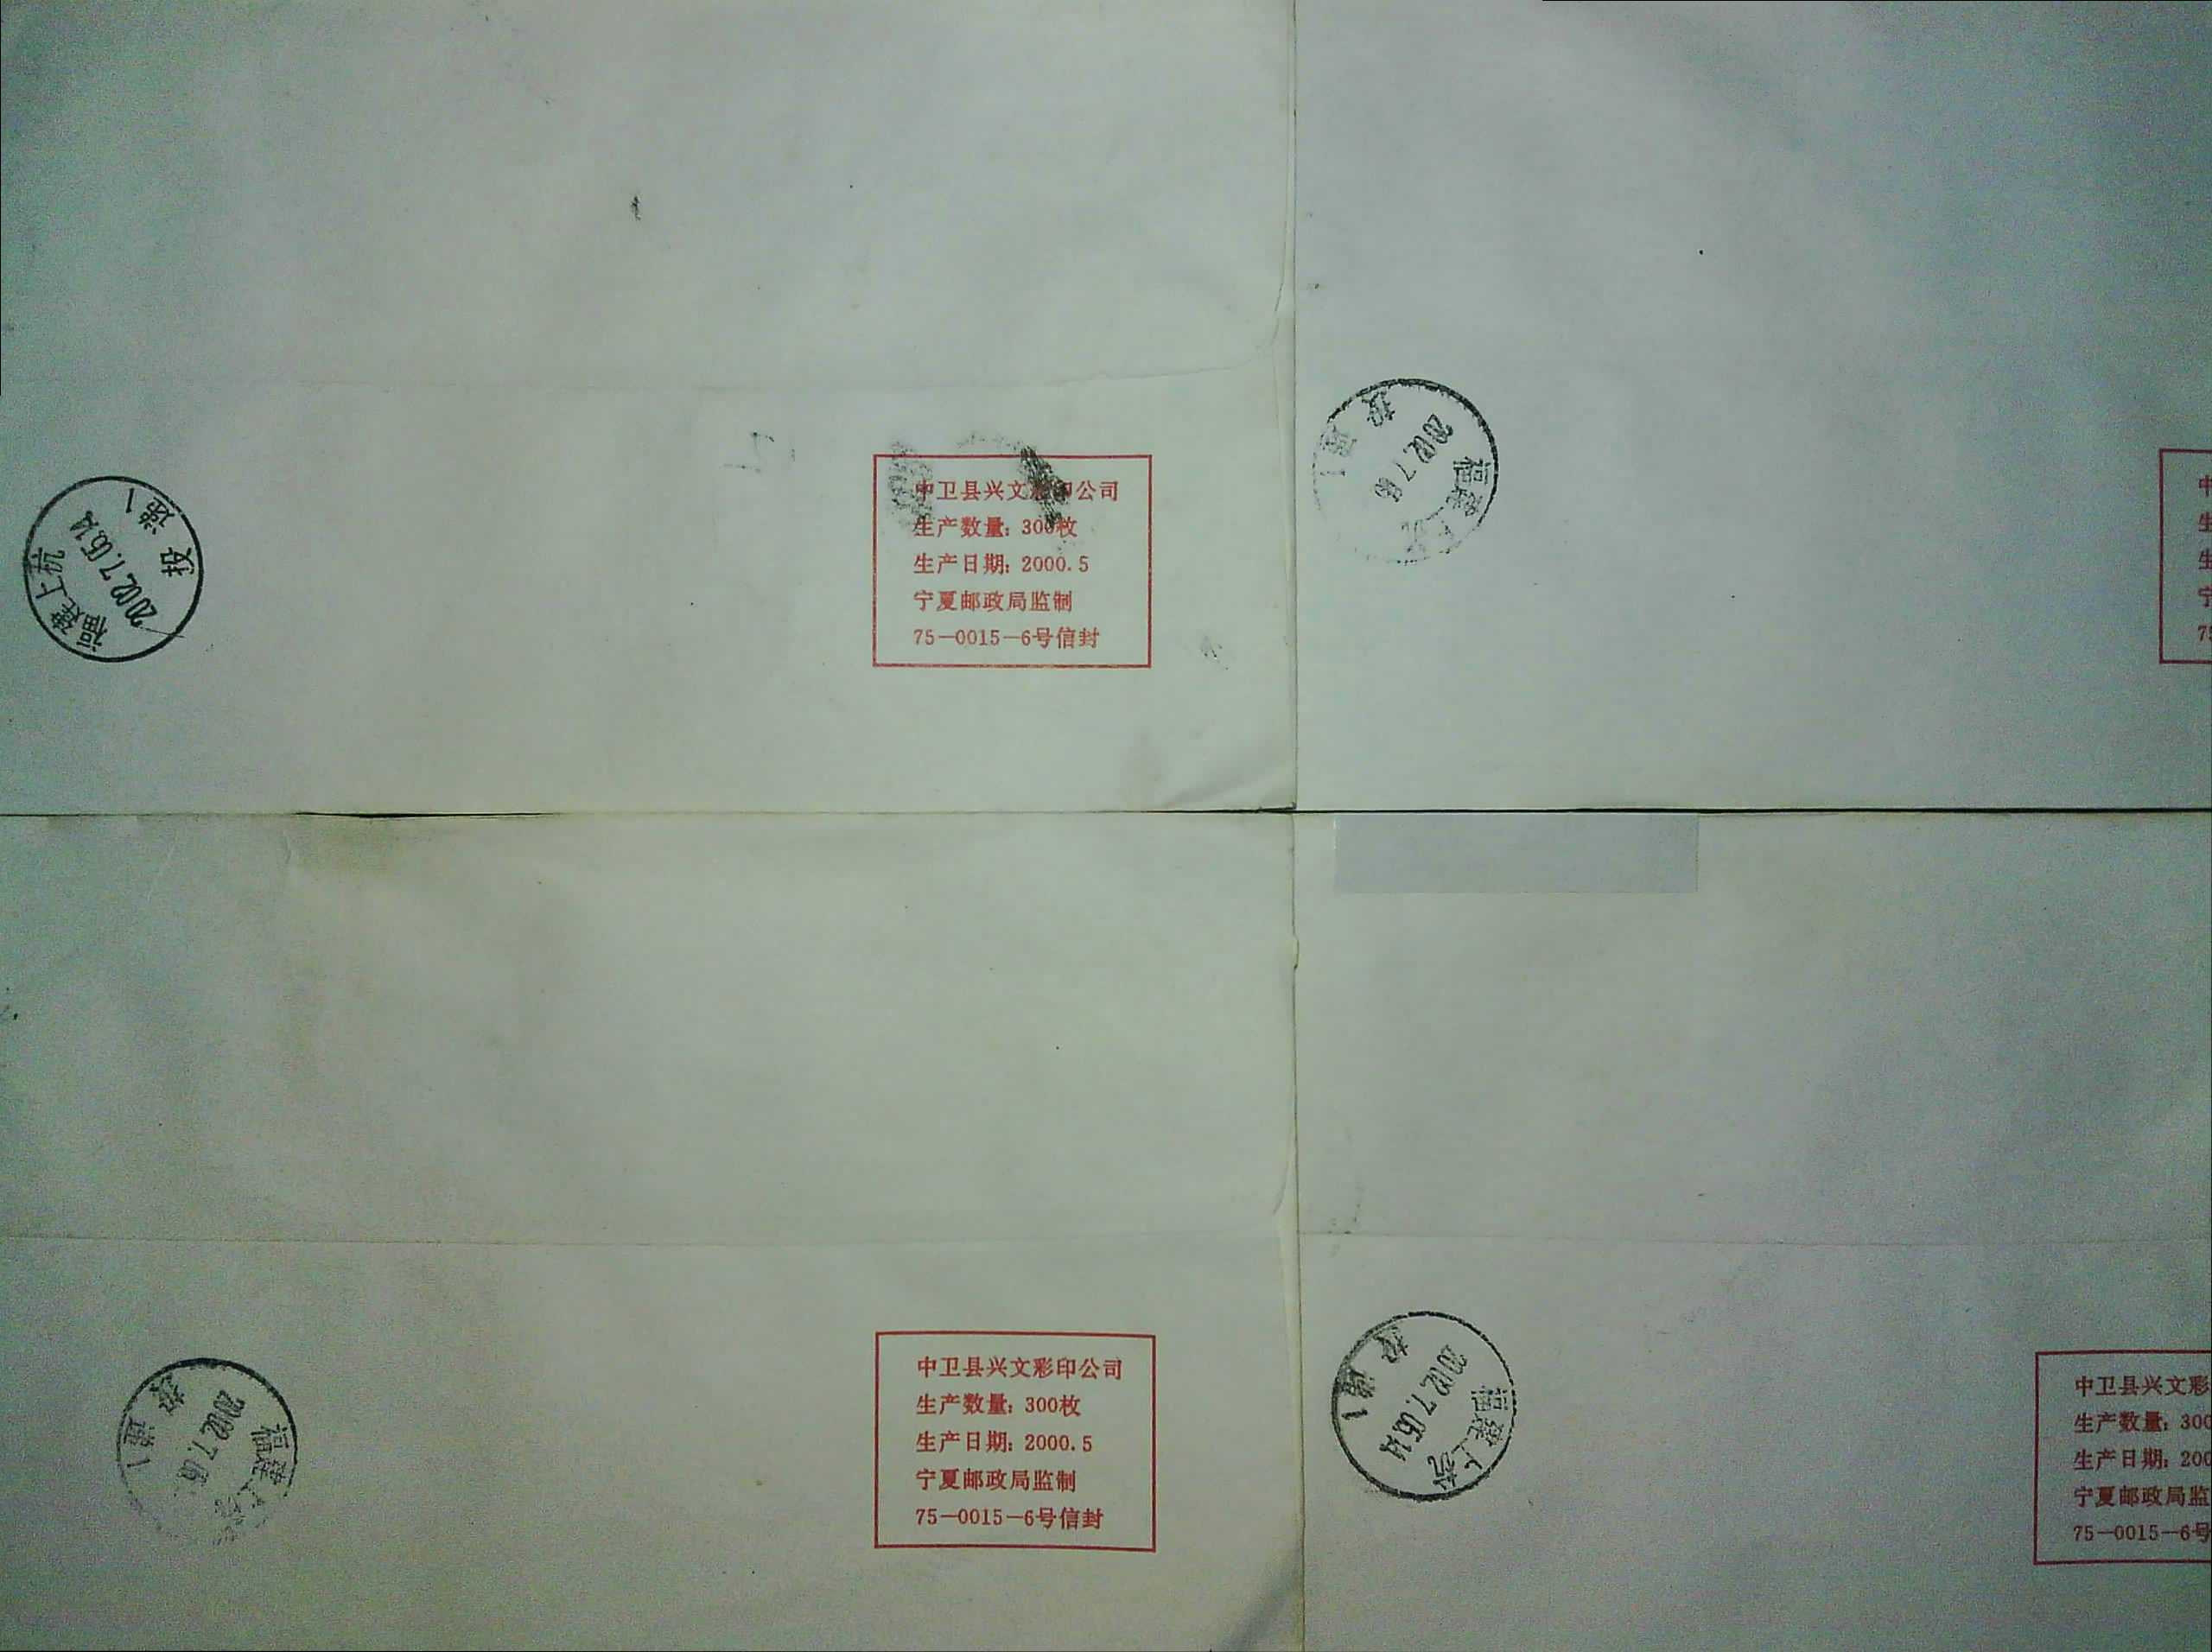 中卫县兴文彩印公司
生产数量：300枚
生产日期：2000.5
宁夏邮政局监制
75—0015—6号信封
福建上杭
2002.7.05.14
投递1
福建上
2002.7
投递1
中
生
生
宁
75
中卫县兴文彩印公司
生产数量：300枚
生产日期：2000.5
宁夏邮政局监制
75—0015—6号信封
福建上
2002.7.05
投递1
福建上杭
2002.7.05.14
投递1
中卫县兴文彩
生产数量：300
生产日期：200
宁夏邮政局监
75—0015—6号